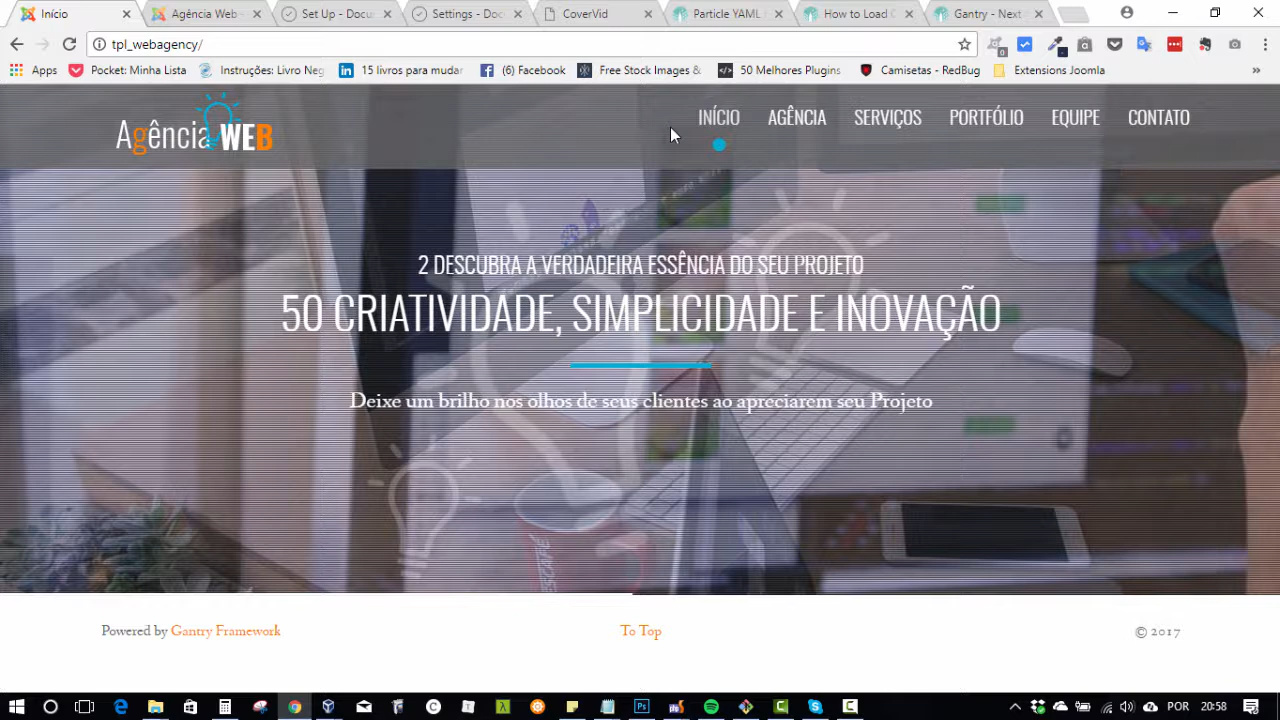 Início
Agência Web -
Set Up - Docum
Settings - Docu
CoverVid
Particle YAML F
How to Load C
Gantry - Next
tpl_webagency/
Apps
Pocket: Minha Lista
Instruções: Livro Neg
15 livros para mudar
(6) Facebook
Free Stock Images &
50 Melhores Plugins
Camisetas - RedBug
Extensions Joomla
»
Agência WEB
INÍCIO
AGÊNCIA
SERVIÇOS
PORTFÓLIO
EQUIPE
CONTATO
2 DESCUBRA A VERDADEIRA ESSÊNCIA DO SEU PROJETO
50 CRIATIVIDADE, SIMPLICIDADE E INOVAÇÃO
Deixe um brilho nos olhos de seus clientes ao apreciarem seu Projeto
NESCAFÉ
Powered by Gantry Framework
To Top
© 2017
POR
20:58